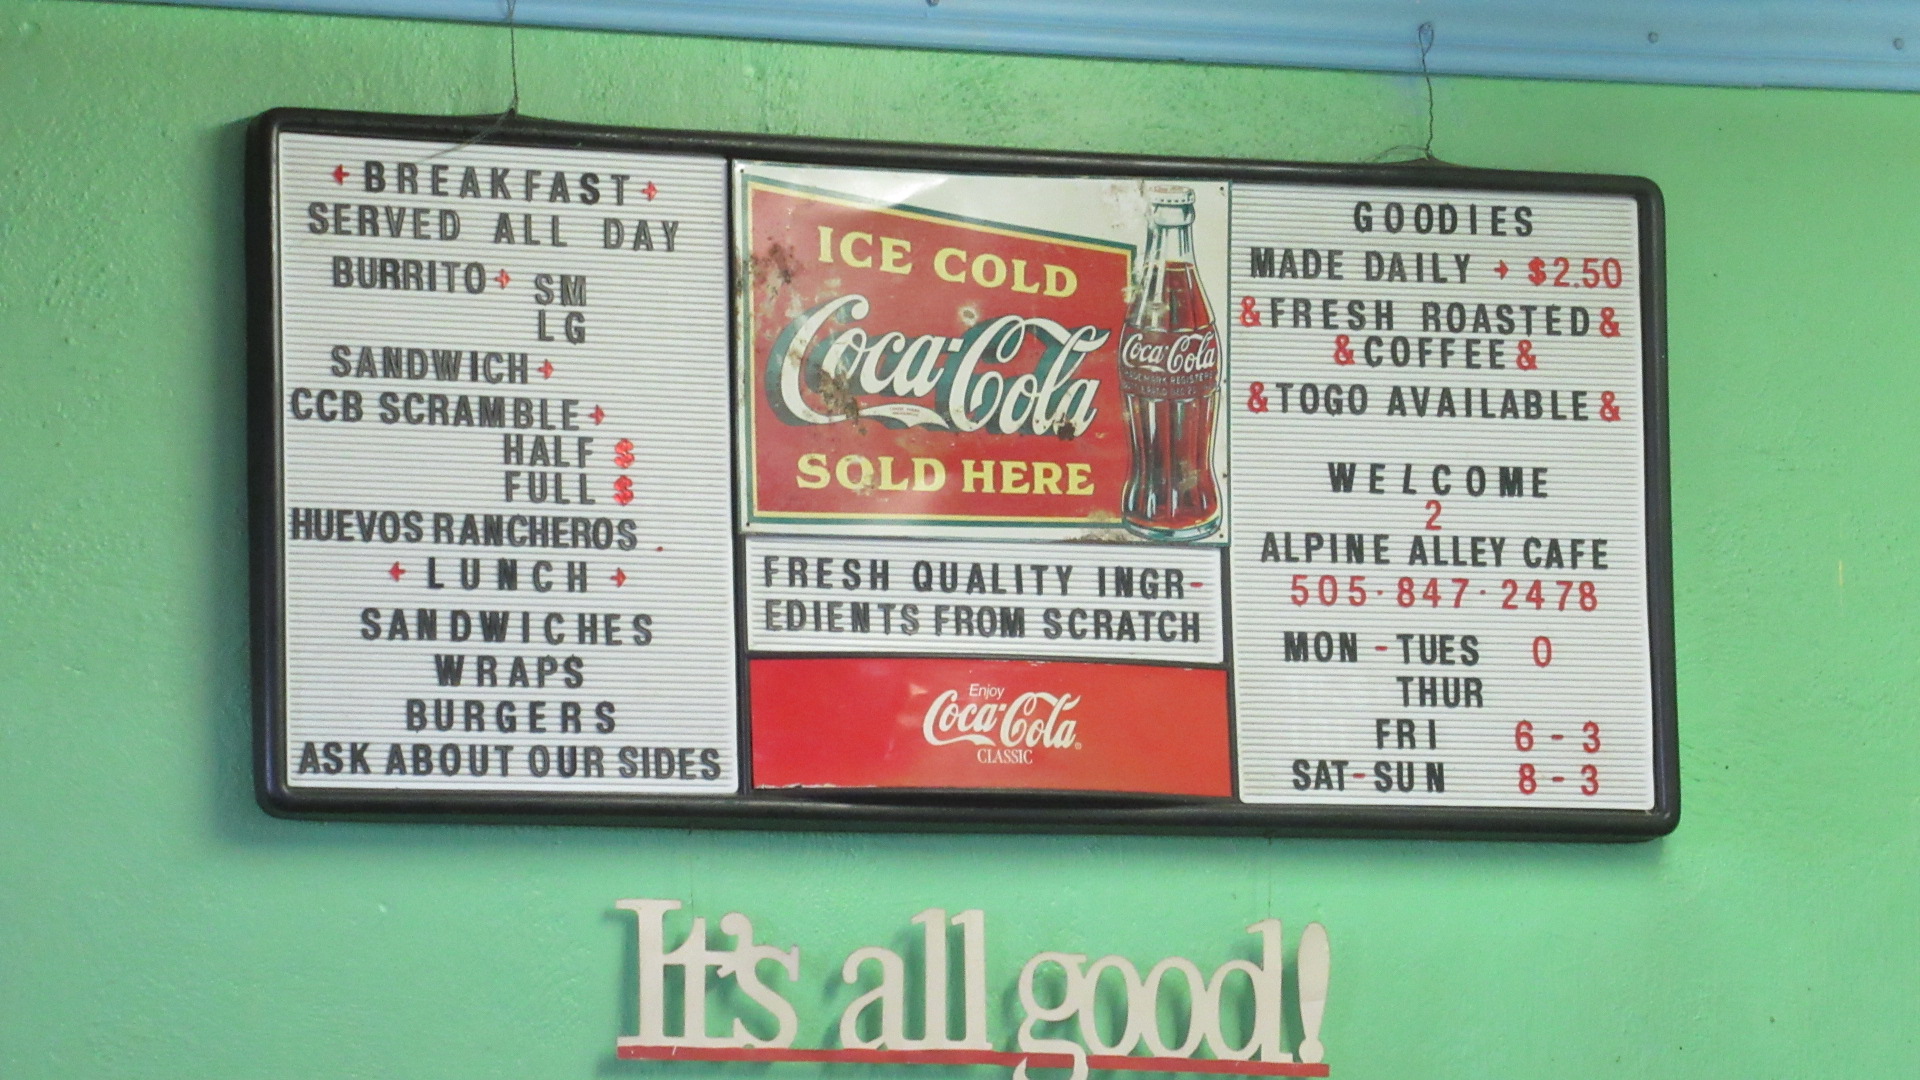 BREAKFAST
SERVED ALL DAY
BURRITO SM
LG
SANDWICH
CCB SCRAMBLE
HALF $
FULL $
HUEVOS RANCHEROS
LUNCH
SANDWICHES
WRAPS
BURGERS
ASK ABOUT OUR SIDES
ICE COLD
Coca-Cola
SOLD HERE
Coca-Cola
TRADEMARK REGISTERED
FRESH QUALITY INGR-
EDIENTS FROM SCRATCH
Enjoy
Coca-Cola
CLASSIC
GOODIES
MADE DAILY $2.50
&FRESH ROASTED&
&COFFEE&
&TOGO AVAILABLE&
WELCOME
2
ALPINE ALLEY CAFE
505·847·2478
MON - TUES 0
THUR
FRI 6 - 3
SAT-SUN 8 - 3
It's all good!